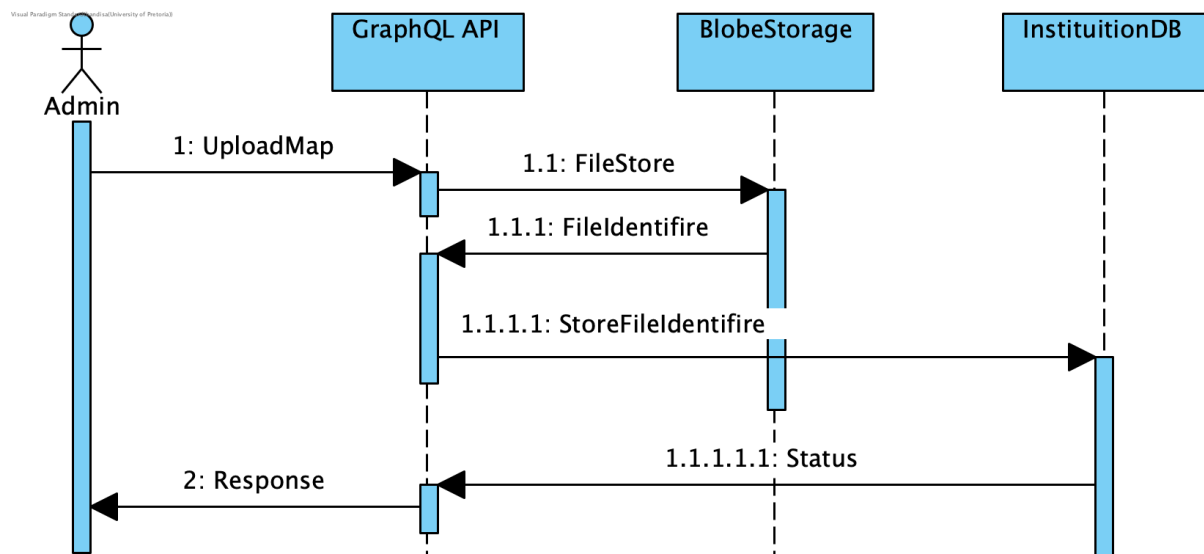 GraphQL API
BlobeStorage
InstituitionDB
Admin
1: UploadMap
1.1: FileStore
1.1.1: FileIdentifire
1.1.1.1: StoreFileIdentifire
1.1.1.1.1: Status
2: Response